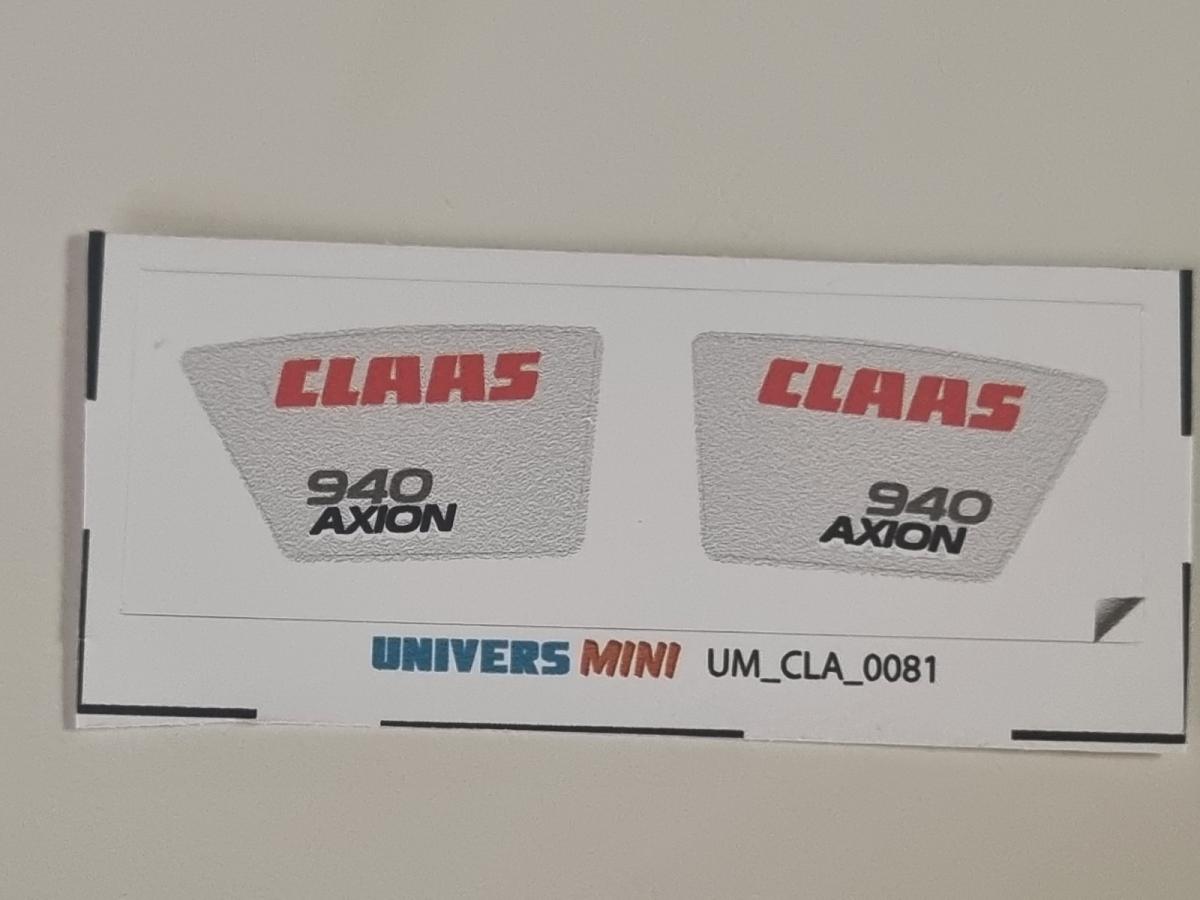 CLAAS
940
AXION
CLAAS
940
AXION
UNIVERS MINI UM_CLA_0081